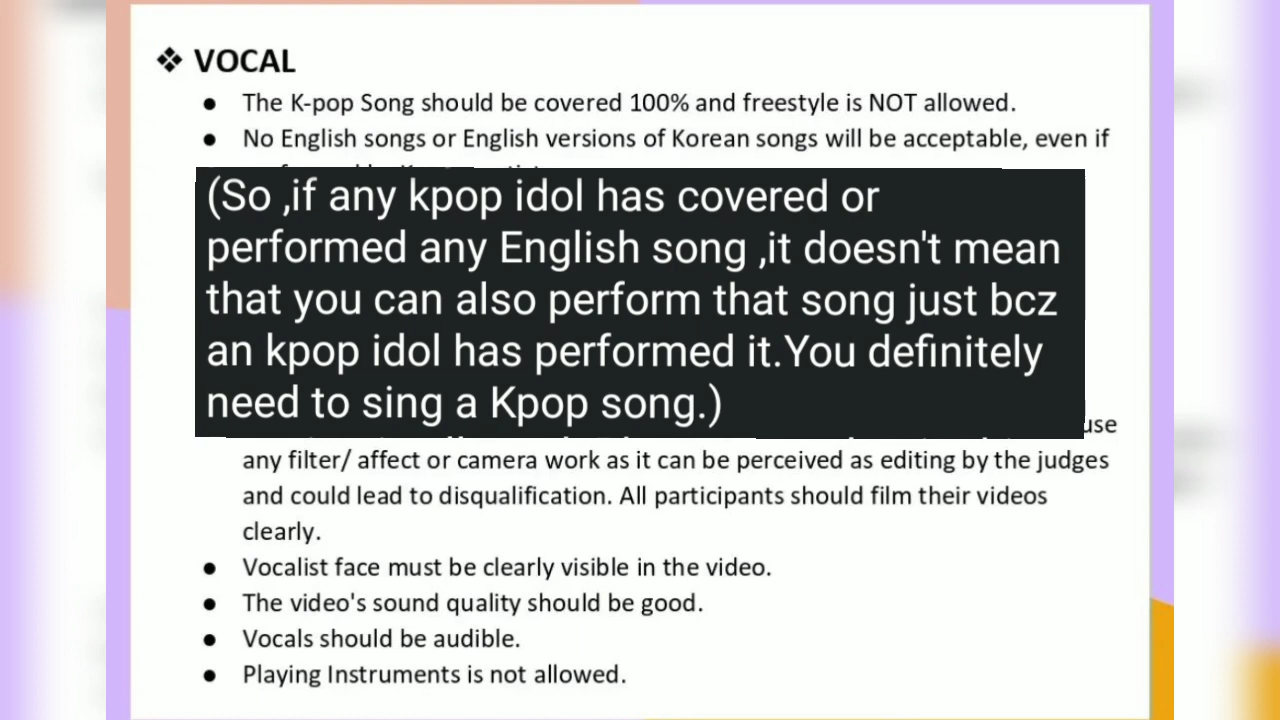 ❖ VOCAL
● The K-pop Song should be covered 100% and freestyle is NOT allowed.
● No English songs or English versions of Korean songs will be acceptable, even if
(So ,if any kpop idol has covered or
performed any English song ,it doesn't mean
that you can also perform that song just bcz
an kpop idol has performed it.You definitely
need to sing a Kpop song.)
use
any filter/ affect or camera work as it can be perceived as editing by the judges
and could lead to disqualification. All participants should film their videos
clearly.
● Vocalist face must be clearly visible in the video.
● The video's sound quality should be good.
● Vocals should be audible.
● Playing Instruments is not allowed.